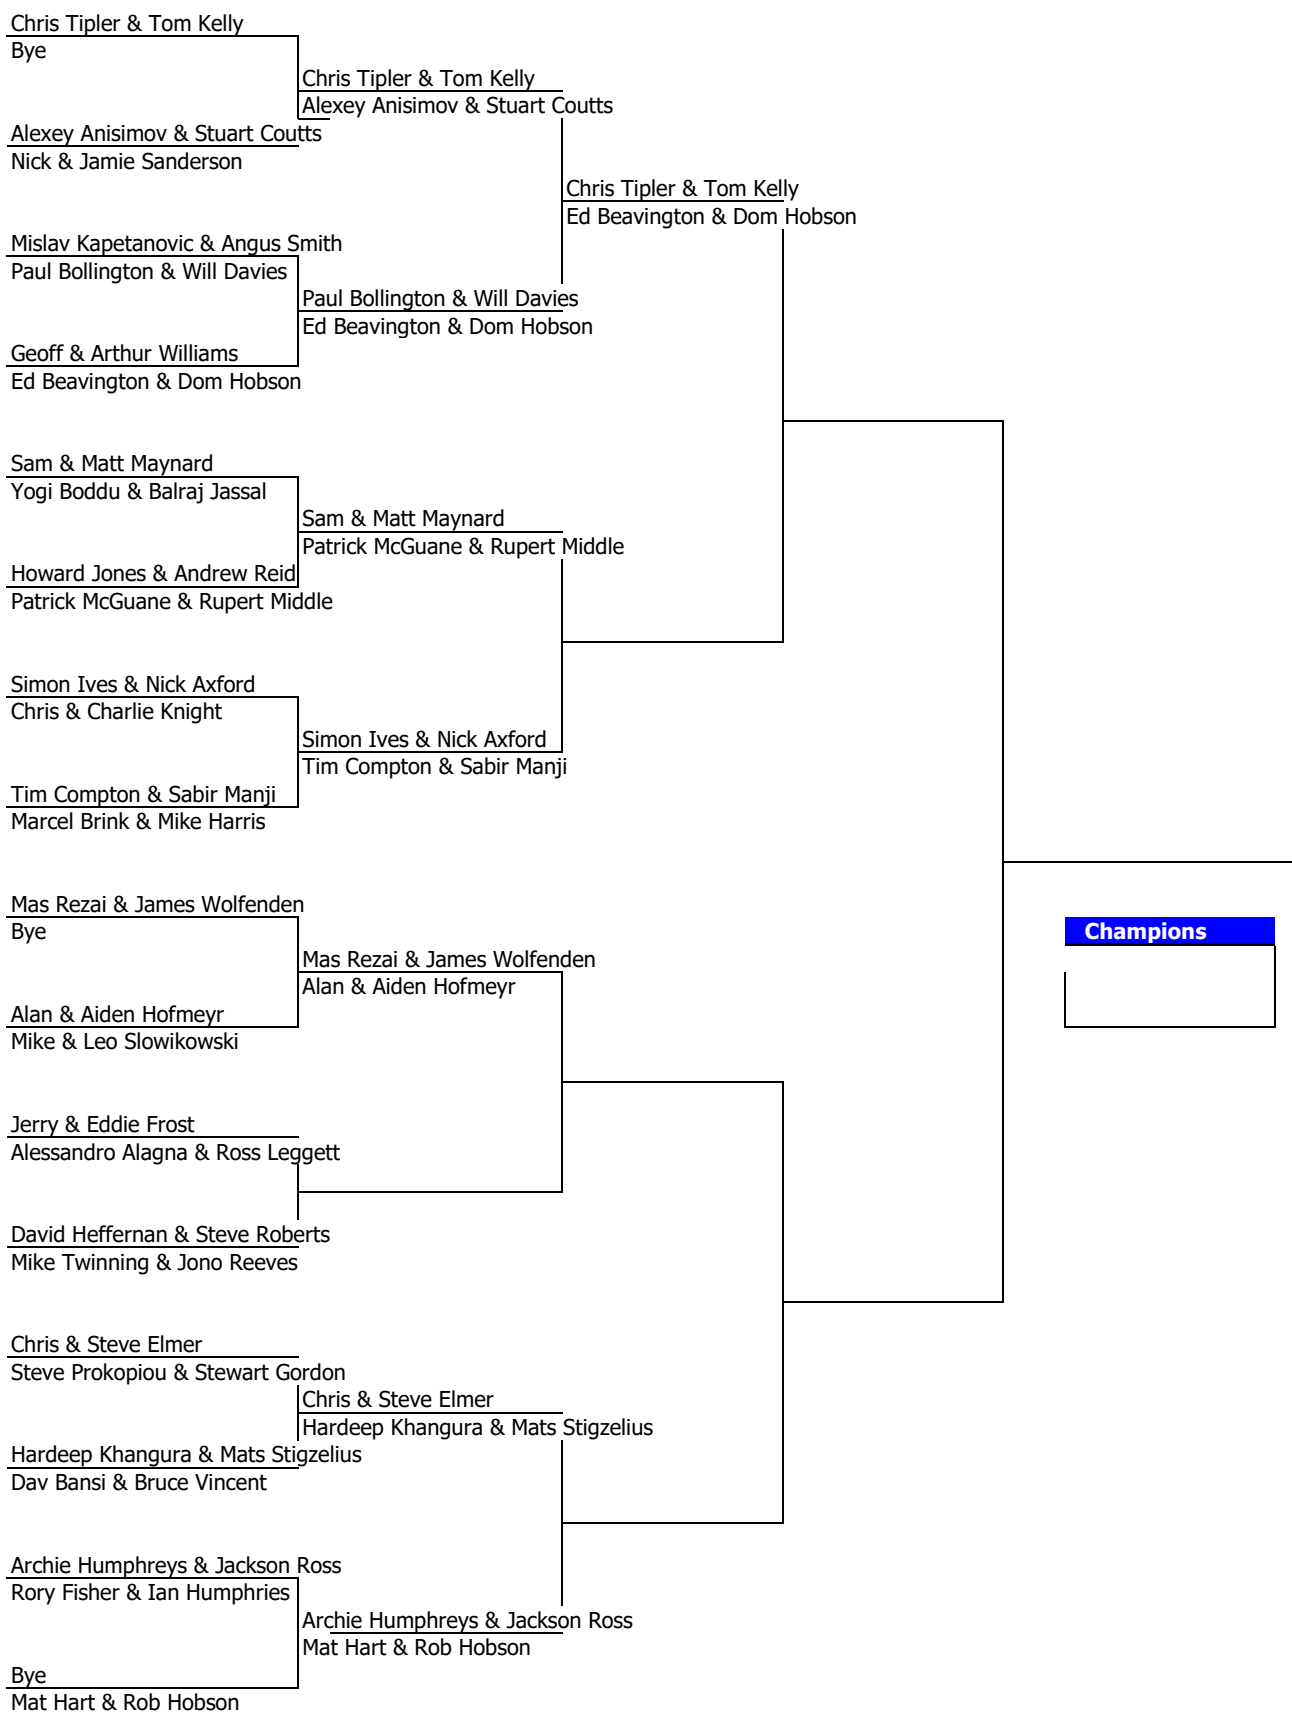 Chris Tipler & Tom Kelly
Bye
Chris Tipler & Tom Kelly
Alexey Anisimov & Stuart Coutts
Alexey Anisimov & Stuart Coutts
Nick & Jamie Sanderson
Chris Tipler & Tom Kelly
Ed Beavington & Dom Hobson
Mislav Kapetanovic & Angus Smith
Paul Bollington & Will Davies
Paul Bollington & Will Davies
Ed Beavington & Dom Hobson
Geoff & Arthur Williams
Ed Beavington & Dom Hobson
Sam & Matt Maynard
Yogi Boddu & Balraj Jassal
Sam & Matt Maynard
Patrick McGuane & Rupert Middle
Howard Jones & Andrew Reid
Patrick McGuane & Rupert Middle
Simon Ives & Nick Axford
Chris & Charlie Knight
Simon Ives & Nick Axford
Tim Compton & Sabir Manji
Tim Compton & Sabir Manji
Marcel Brink & Mike Harris
Mas Rezai & James Wolfenden
Bye
Champions
Mas Rezai & James Wolfenden
Alan & Aiden Hofmeyr
Alan & Aiden Hofmeyr
Mike & Leo Slowikowski
Jerry & Eddie Frost
Alessandro Alagna & Ross Leggett
David Heffernan & Steve Roberts
Mike Twinning & Jono Reeves
Chris & Steve Elmer
Steve Prokopiou & Stewart Gordon
Chris & Steve Elmer
Hardeep Khangura & Mats Stigzelius
Hardeep Khangura & Mats Stigzelius
Dav Bansi & Bruce Vincent
Archie Humphreys & Jackson Ross
Rory Fisher & Ian Humphries
Archie Humphreys & Jackson Ross
Mat Hart & Rob Hobson
Bye
Mat Hart & Rob Hobson